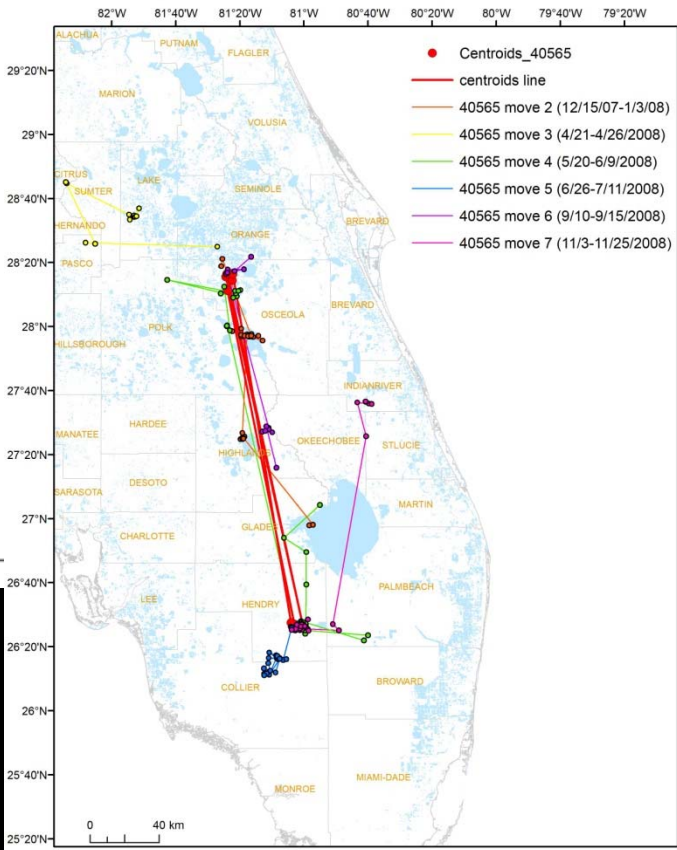 82°W 81°40'W 81°20'W 81°W 80°40'W 80°20'W 80°W 79°40'W 79°20'W
ALACHUA
PUTNAM
FLAGLER
29°20'N
Centroids_40565
centroids line
MARION
40565 move 2 (12/15/07-1/3/08)
VOLUSIA
29°N
40565 move 3 (4/21-4/26/2008)
40565 move 4 (5/20-6/9/2008)
CITRUS
LAKE
SUMTER
SEMINOLE
28°40'N
40565 move 5 (6/26-7/11/2008)
40565 move 6 (9/10-9/15/2008)
BREVARD
HERNANDO
ORANGE
40565 move 7 (11/3-11/25/2008)
PASCO
28°20'N
BREVARD
OSCEOLA
28°N
POLK
HILLSBOROUGH
INDIANRIVER
27°40'N
HARDEE
MANATEE
OKEECHOBEE
STLUCIE
HIGHLANDS
27°20'N
DESOTO
SARASOTA
MARTIN
27°N
GLADES
CHARLOTTE
26°40'N
PALMBEACH
LEE
HENDRY
26°20'N
COLLIER
BROWARD
26°N
25°40'N
MIAMI-DADE
MONROE
0 40 km
25°20'N